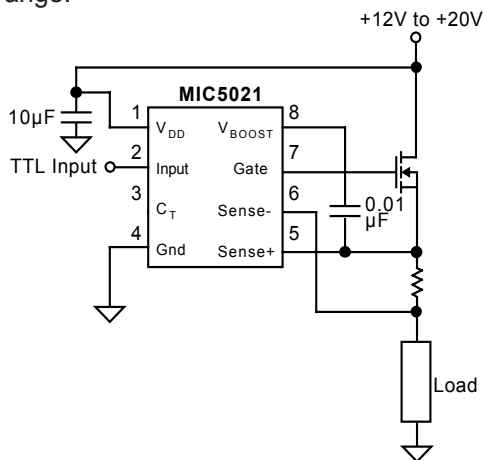 +12V to +20V
MIC5021
10µF
1
V_DD
V_BOOST
8
TTL Input
2
Input
Gate
7
3
C_T
Sense-
6
0.01
µF
4
Gnd
Sense+
5
Load